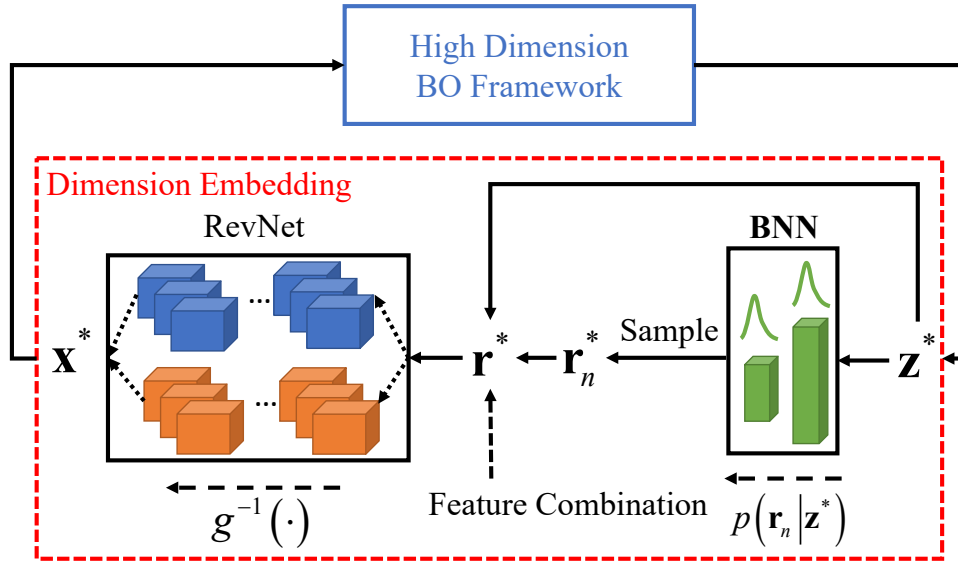 High Dimension
BO Framework
Dimension Embedding
RevNet
BNN
...
...
Sample
x*
r*
r*n
z*
...
...
Feature Combination
g⁻¹(·)
p(rn|z*)